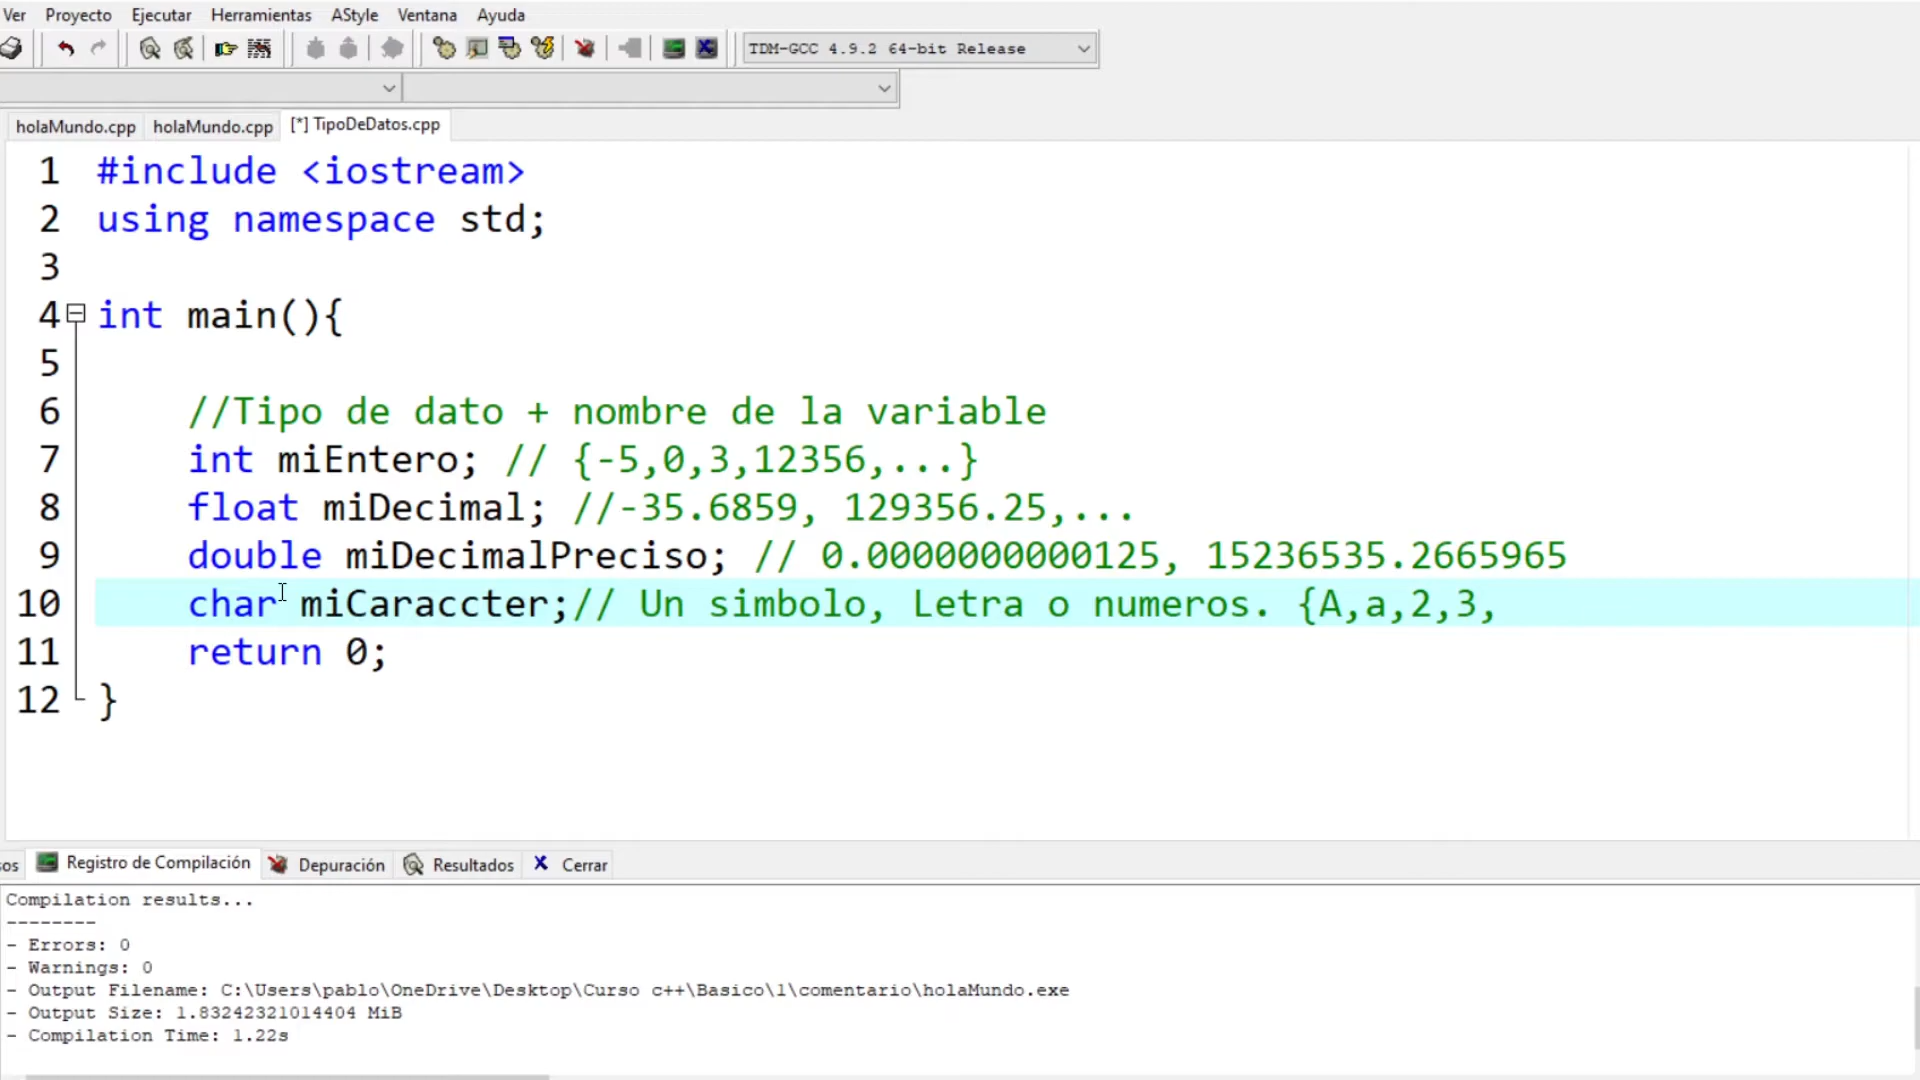 Ver Proyecto Ejecutar Herramientas AStyle Ventana Ayuda
TDM-GCC 4.9.2 64-bit Release
holaMundo.cpp holaMundo.cpp [*] TipoDeDatos.cpp
1 #include <iostream>
2 using namespace std;
3
4 int main(){
5
6 //Tipo de dato + nombre de la variable
7 int miEntero; // {-5,0,3,12356,...}
8 float miDecimal; //-35.6859, 129356.25,...
9 double miDecimalPreciso; // 0.0000000000125, 15236535.2665965
10 char miCaraccter;// Un simbolo, Letra o numeros. {A,a,2,3,
11 return 0;
12 }
sos Registro de Compilación Depuración Resultados Cerrar
Compilation results...
--------
- Errors: 0
- Warnings: 0
- Output Filename: C:\Users\pablo\OneDrive\Desktop\Curso c++\Basico\1\comentario\holaMundo.exe
- Output Size: 1.83242321014404 MiB
- Compilation Time: 1.22s